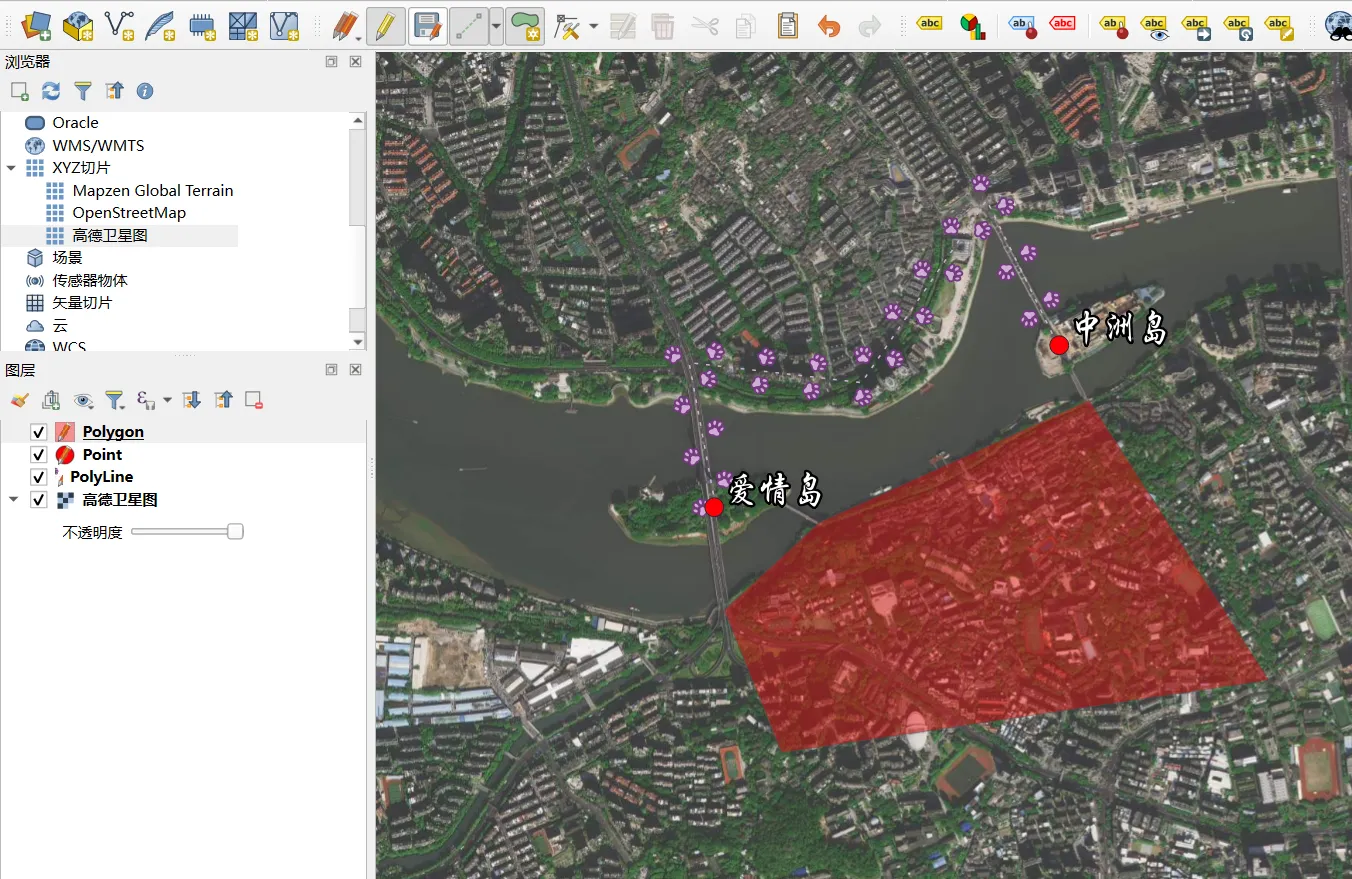 abc
ab
abc
ab
abc
abc
abc
abc
浏览器
Oracle
WMS/WMTS
XYZ切片
Mapzen Global Terrain
OpenStreetMap
高德卫星图
场景
传感器物体
矢量切片
云
WCS
图层
Polygon
Point
PolyLine
高德卫星图
不透明度
中洲岛
爱情岛